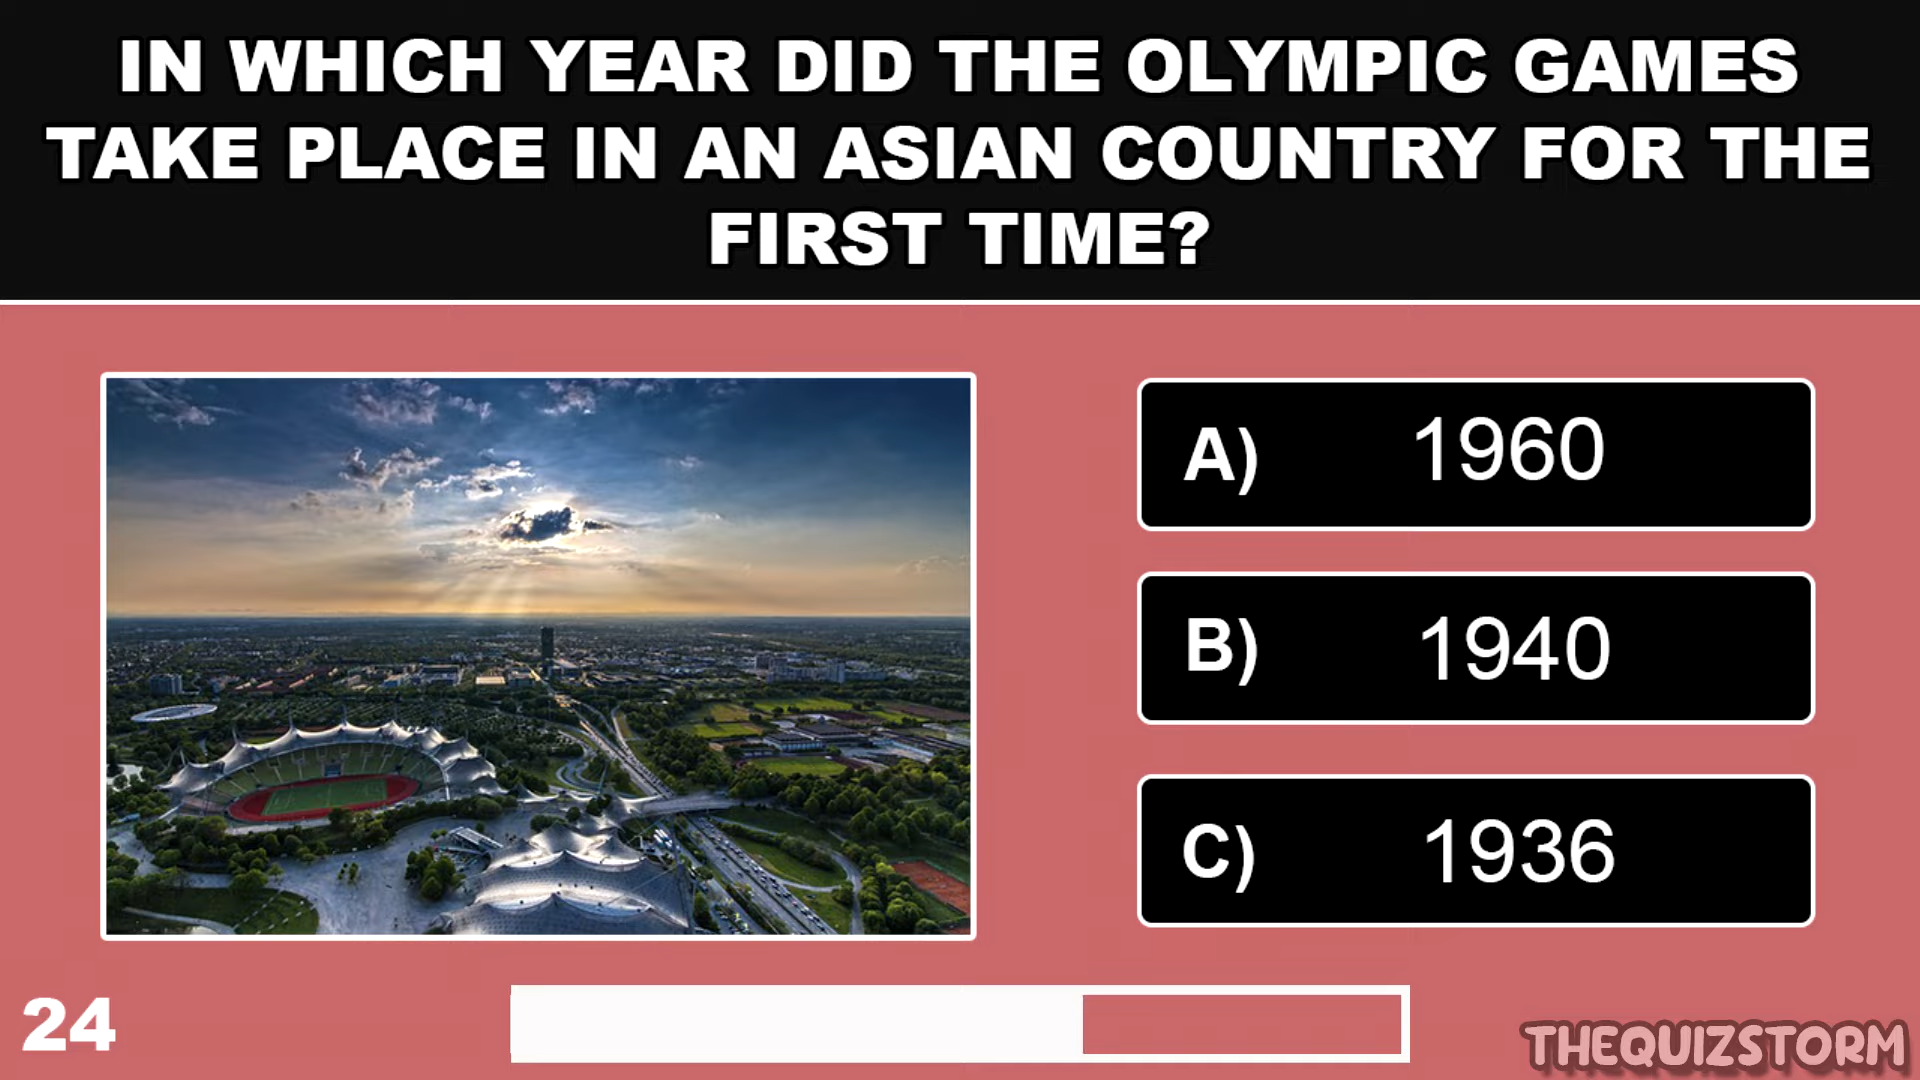 IN WHICH YEAR DID THE OLYMPIC GAMES
TAKE PLACE IN AN ASIAN COUNTRY FOR THE
FIRST TIME?
A) 1960
B) 1940
C) 1936
24
THEQUIZSTORM